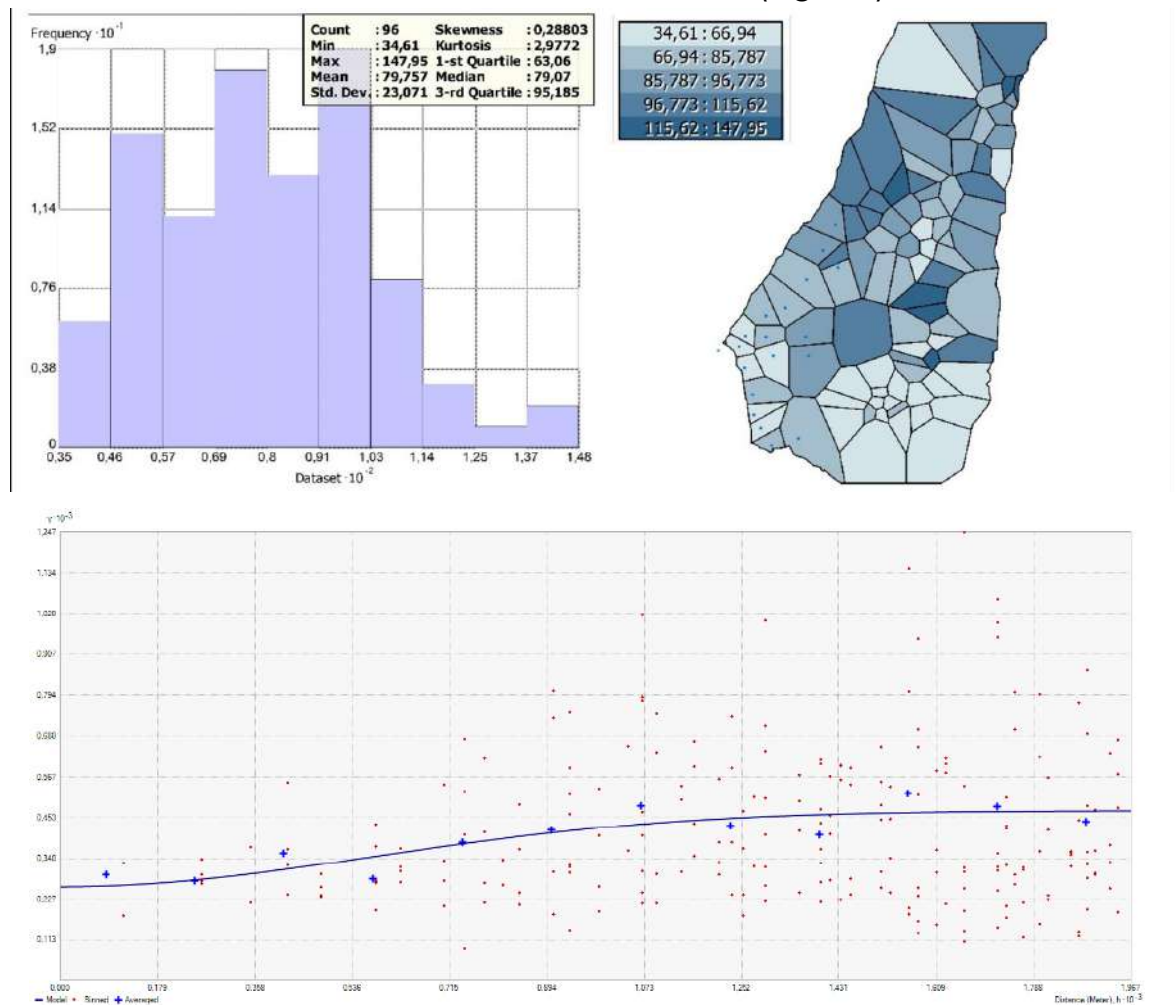 Frequency · 10⁻¹
Count : 96 Skewness : 0,28803
Min : 34,61 Kurtosis : 2,9772
Max : 147,95 1-st Quartile : 63,06
Mean : 79,757 Median : 79,07
Std. Dev. : 23,071 3-rd Quartile : 95,185
1,9
1,52
1,14
0,76
0,38
0
0,35 0,46 0,57 0,69 0,8 0,91 1,03 1,14 1,25 1,37 1,48
Dataset · 10⁻²
34,61 : 66,94
66,94 : 85,787
85,787 : 96,773
96,773 : 115,62
115,62 : 147,95
γ · 10⁻³
1,247
1,134
1,020
0,907
0,794
0,680
0,567
0,453
0,340
0,227
0,113
0.000 0.179 0.358 0.536 0.715 0.894 1.073 1.252 1.431 1.609 1.788 1.967
Model Binned Averaged
Distance (Meter), h · 10⁻³